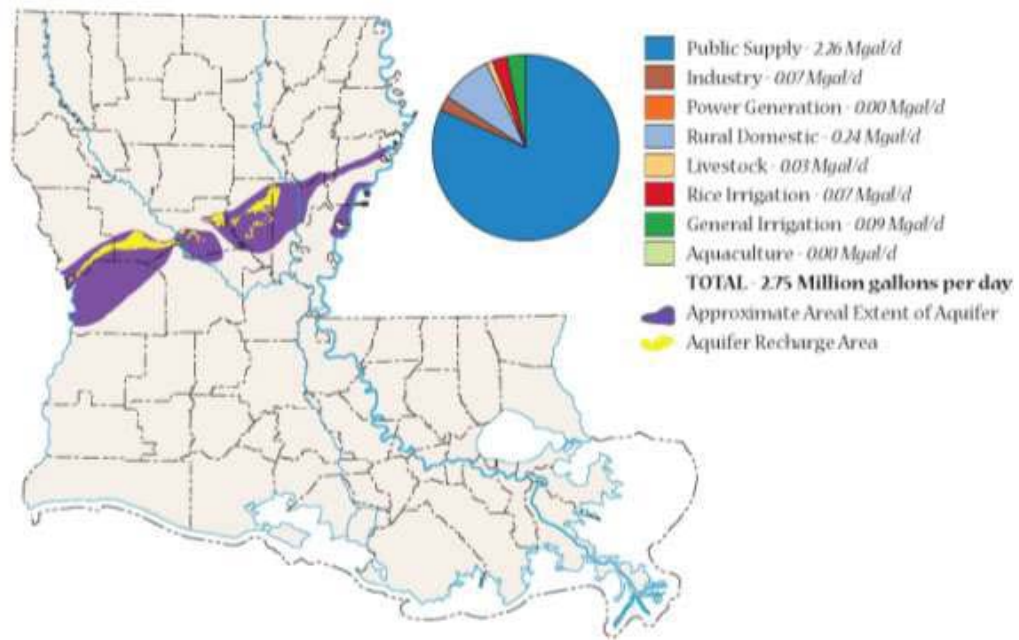 Public Supply - 2.26 Mgal/d
Industry - 0.07 Mgal/d
Power Generation - 0.00 Mgal/d
Rural Domestic - 0.24 Mgal/d
Livestock - 0.03 Mgal/d
Rice Irrigation - 0.07 Mgal/d
General Irrigation - 0.09 Mgal/d
Aquaculture - 0.00 Mgal/d
TOTAL - 2.75 Million gallons per day
Approximate Areal Extent of Aquifer
Aquifer Recharge Area